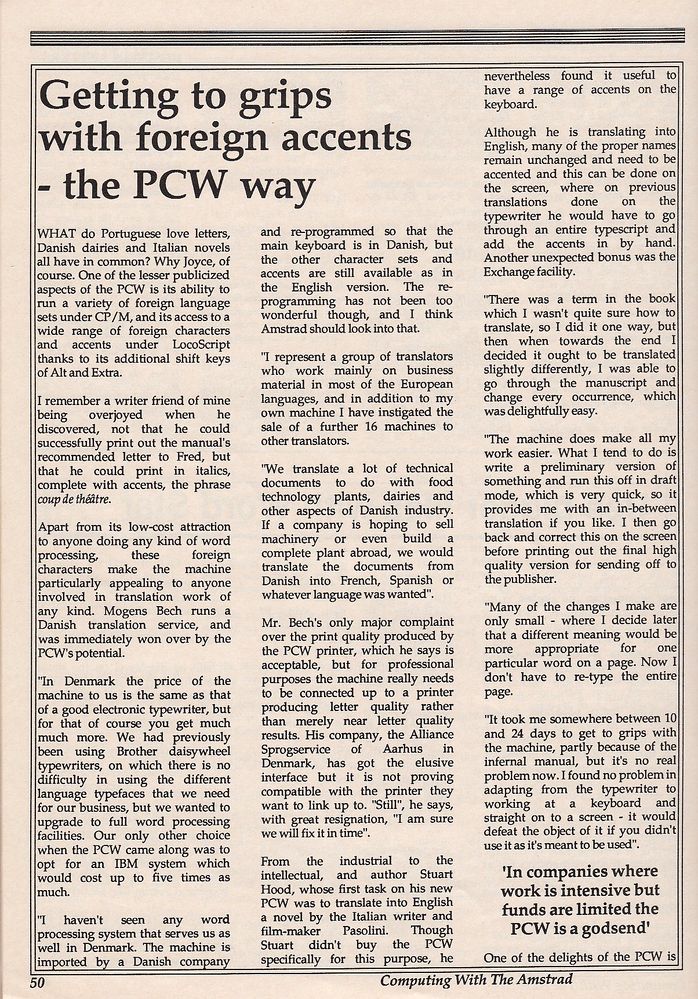 Getting to grips
with foreign accents
- the PCW way
WHAT do Portuguese love letters,
Danish dairies and Italian novels
all have in common? Why Joyce, of
course. One of the lesser publicized
aspects of the PCW is its ability to
run a variety of foreign language
sets under CP/M, and its access to a
wide range of foreign characters
and accents under LocoScript
thanks to its additional shift keys
of Alt and Extra.
I remember a writer friend of mine
being overjoyed when he
discovered, not that he could
successfully print out the manual's
recommended letter to Fred, but
that he could print in italics,
complete with accents, the phrase
coup de théâtre.
Apart from its low-cost attraction
to anyone doing any kind of word
processing, these foreign
characters make the machine
particularly appealing to anyone
involved in translation work of
any kind. Mogens Bech runs a
Danish translation service, and
was immediately won over by the
PCW's potential.
"In Denmark the price of the
machine to us is the same as that
of a good electronic typewriter, but
for that of course you get much
much more. We had previously
been using Brother daisywheel
typewriters, on which there is no
difficulty in using the different
language typefaces that we need
for our business, but we wanted to
upgrade to full word processing
facilities. Our only other choice
when the PCW came along was to
opt for an IBM system which
would cost up to five times as
much.
"I haven't seen any word
processing system that serves us as
well in Denmark. The machine is
imported by a Danish company
and re-programmed so that the
main keyboard is in Danish, but
the other character sets and
accents are still available as in
the English version. The re-
programming has not been too
wonderful though, and I think
Amstrad should look into that.
"I represent a group of translators
who work mainly on business
material in most of the European
languages, and in addition to my
own machine I have instigated the
sale of a further 16 machines to
other translators.
"We translate a lot of technical
documents to do with food
technology plants, dairies and
other aspects of Danish industry.
If a company is hoping to sell
machinery or even build a
complete plant abroad, we would
translate the documents from
Danish into French, Spanish or
whatever language was wanted".
Mr. Bech's only major complaint
over the print quality produced by
the PCW printer, which he says is
acceptable, but for professional
purposes the machine really needs
to be connected up to a printer
producing letter quality rather
than merely near letter quality
results. His company, the Alliance
Sprogservice of Aarhus in
Denmark, has got the elusive
interface but it is not proving
compatible with the printer they
want to link up to. "Still", he says,
with great resignation, "I am sure
we will fix it in time".
From the industrial to the
intellectual, and author Stuart
Hood, whose first task on his new
PCW was to translate into English
a novel by the Italian writer and
film-maker Pasolini. Though
Stuart didn't buy the PCW
specifically for this purpose, he
nevertheless found it useful to
have a range of accents on the
keyboard.
Although he is translating into
English, many of the proper names
remain unchanged and need to be
accented and this can be done on
the screen, where on previous
translations done on the
typewriter he would have to go
through an entire typescript and
add the accents in by hand.
Another unexpected bonus was the
Exchange facility.
"There was a term in the book
which I wasn't quite sure how to
translate, so I did it one way, but
then when towards the end I
decided it ought to be translated
slightly differently, I was able to
go through the manuscript and
change every occurrence, which
was delightfully easy.
"The machine does make all my
work easier. What I tend to do is
write a preliminary version of
something and run this off in draft
mode, which is very quick, so it
provides me with an in-between
translation if you like. I then go
back and correct this on the screen
before printing out the final high
quality version for sending off to
the publisher.
"Many of the changes I make are
only small - where I decide later
that a different meaning would be
more appropriate for one
particular word on a page. Now I
don't have to re-type the entire
page.
"It took me somewhere between 10
and 24 days to get to grips with
the machine, partly because of the
infernal manual, but it's no real
problem now. I found no problem in
adapting from the typewriter to
working at a keyboard and
straight on to a screen - it would
defeat the object of it if you didn't
use it as it's meant to be used".
'In companies where
work is intensive but
funds are limited the
PCW is a godsend'
One of the delights of the PCW is
50
Computing With The Amstrad